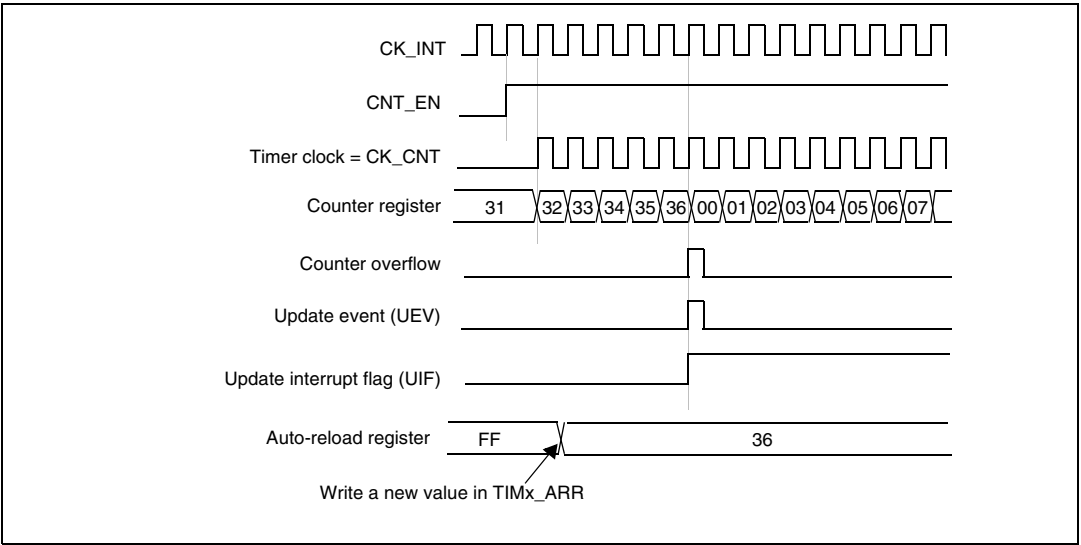 CK_INT
CNT_EN
Timer clock = CK_CNT
Counter register 31 32 33 34 35 36 00 01 02 03 04 05 06 07
Counter overflow
Update event (UEV)
Update interrupt flag (UIF)
Auto-reload register FF 36
Write a new value in TIMx_ARR